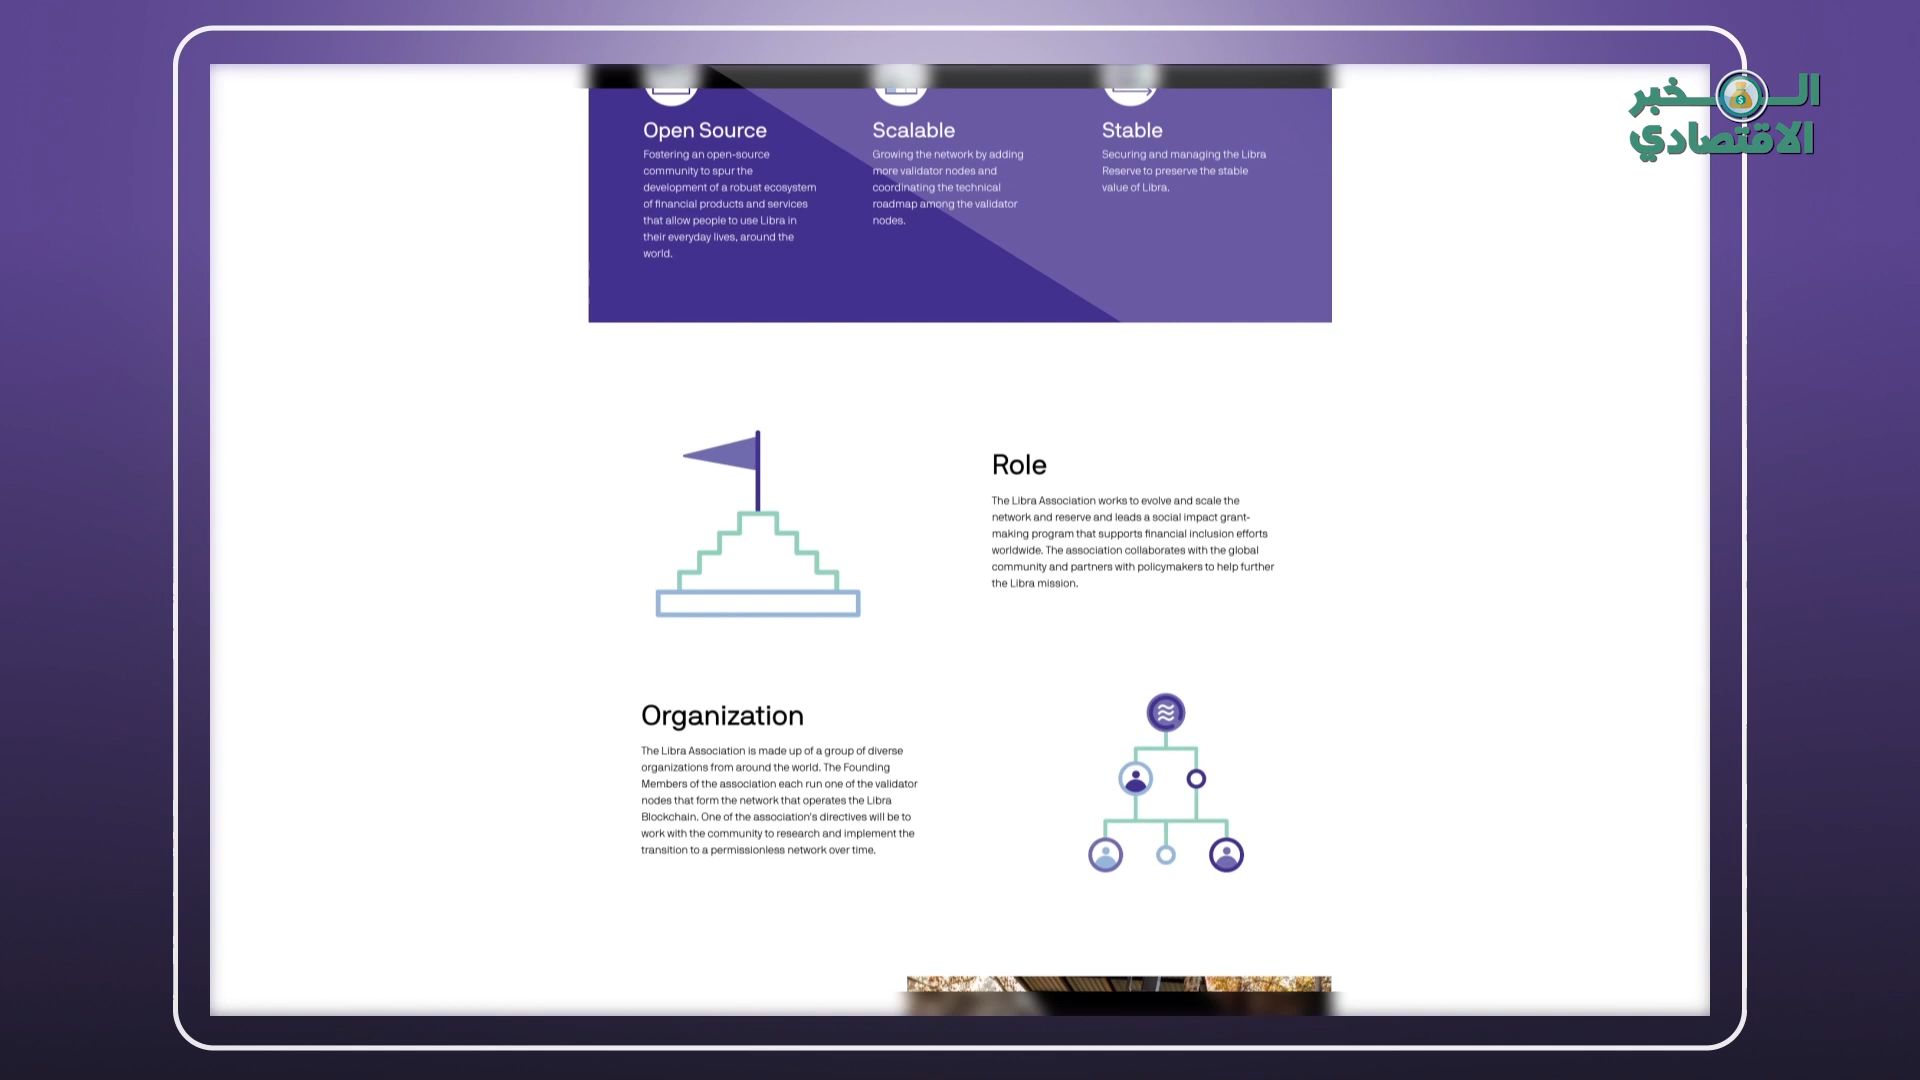 المخبر
الاقتصادي
Open Source
Fostering an open-source
community to spur the
development of a robust ecosystem
of financial products and services
that allow people to use Libra in
their everyday lives, around the
world.
Scalable
Growing the network by adding
more validator nodes and
coordinating the technical
roadmap among the validator
nodes.
Stable
Securing and managing the Libra
Reserve to preserve the stable
value of Libra.
Role
The Libra Association works to evolve and scale the
network and reserve and leads a social impact grant-
making program that supports financial inclusion efforts
worldwide. The association collaborates with the global
community and partners with policymakers to help further
the Libra mission.
Organization
The Libra Association is made up of a group of diverse
organizations from around the world. The Founding
Members of the association each run one of the validator
nodes that form the network that operates the Libra
Blockchain. One of the association's directives will be to
work with the community to research and implement the
transition to a permissionless network over time.